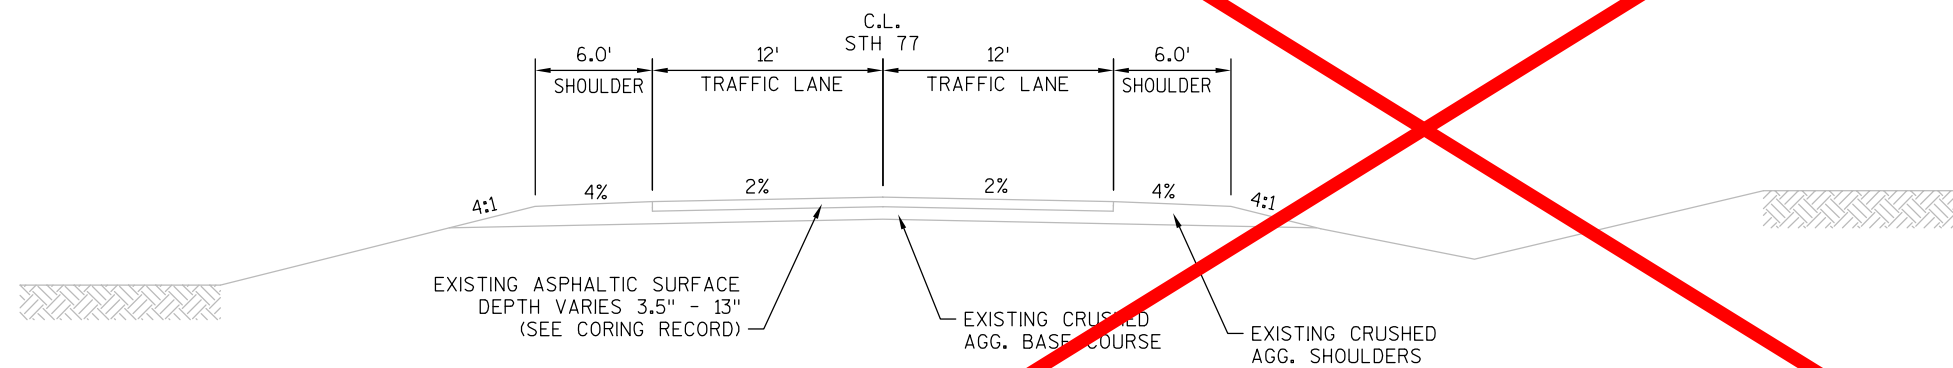 C.L.
STH 77
6.0'
12'
12'
6.0'
SHOULDER
TRAFFIC LANE
TRAFFIC LANE
SHOULDER
4:1
4%
2%
2%
4%
4:1
EXISTING ASPHALTIC SURFACE
DEPTH VARIES 3.5" - 13"
(SEE CORING RECORD)
EXISTING CRUSHED
AGG. BASE COURSE
EXISTING CRUSHED
AGG. SHOULDERS